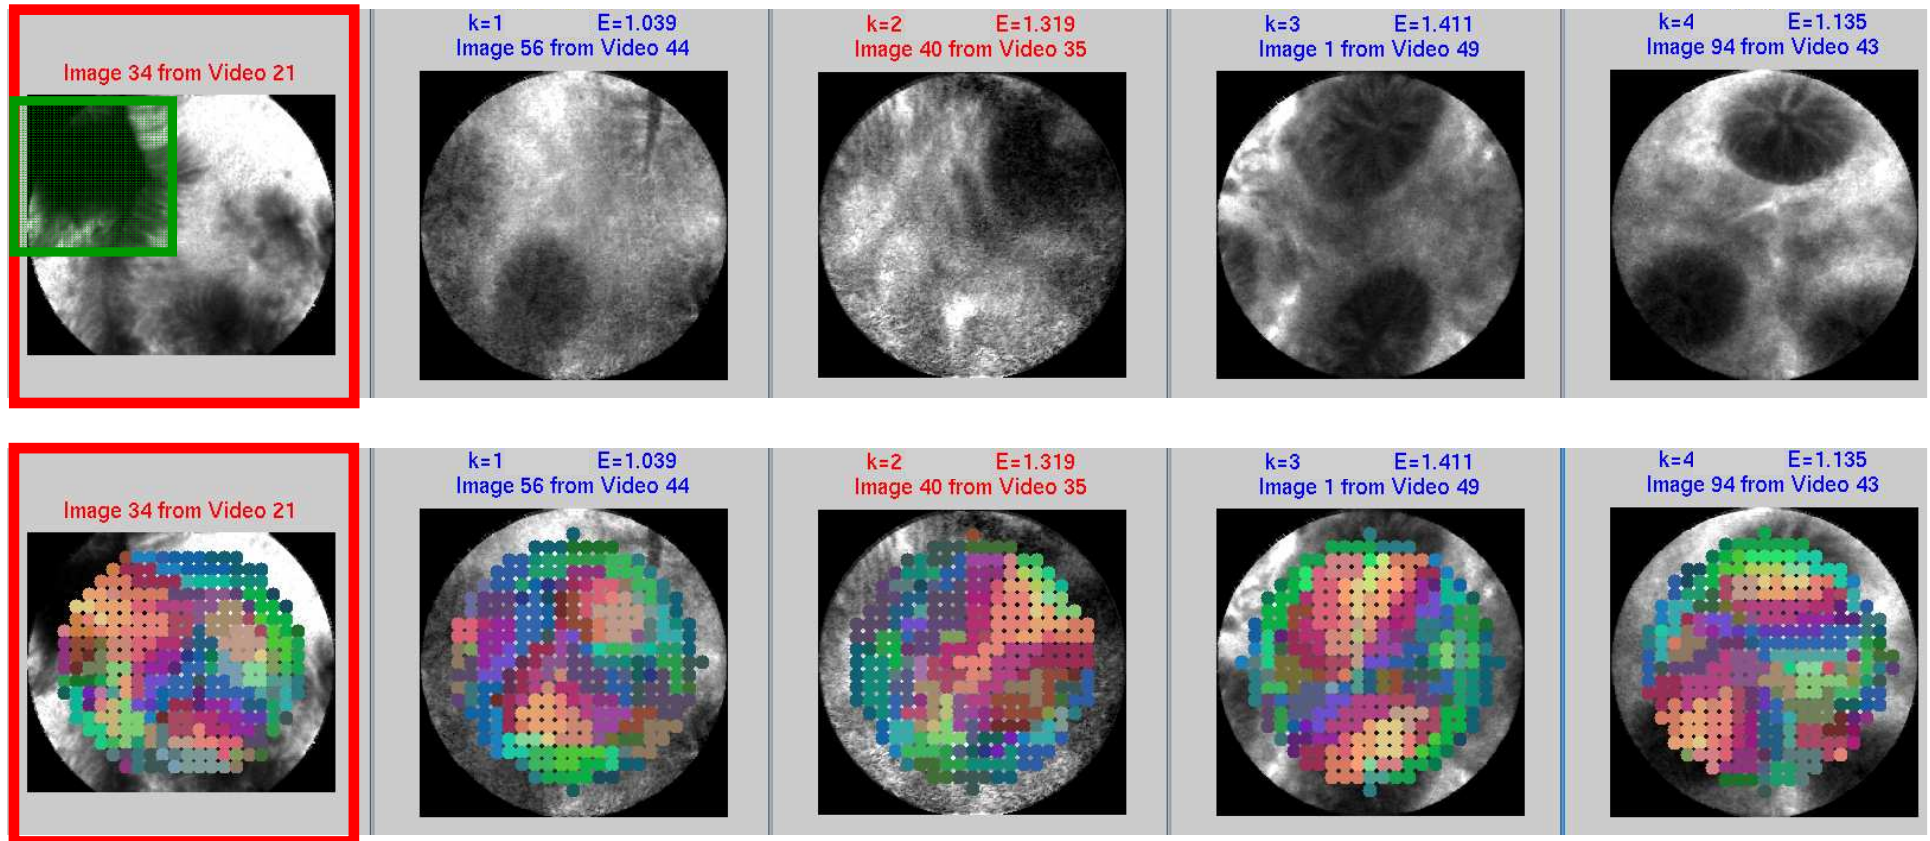 Image 34 from Video 21
k=1 E=1.039
Image 56 from Video 44
k=2 E=1.319
Image 40 from Video 35
k=3 E=1.411
Image 1 from Video 49
k=4 E=1.135
Image 94 from Video 43
Image 34 from Video 21
k=1 E=1.039
Image 56 from Video 44
k=2 E=1.319
Image 40 from Video 35
k=3 E=1.411
Image 1 from Video 49
k=4 E=1.135
Image 94 from Video 43